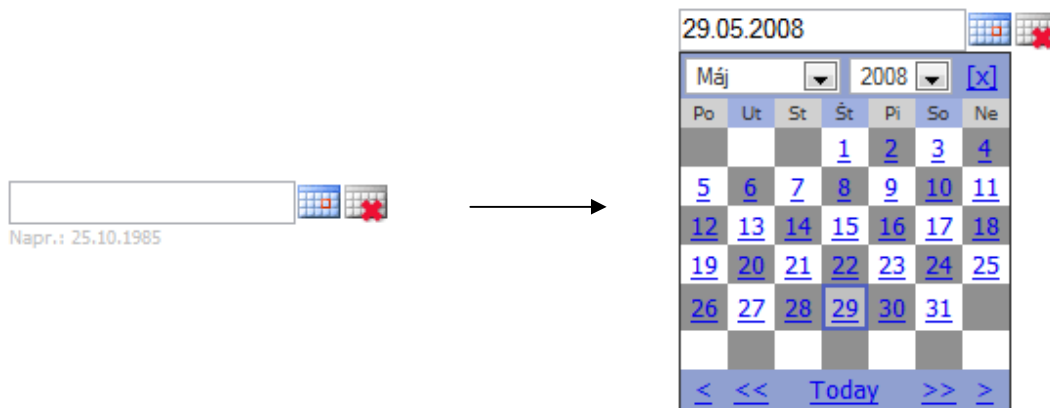 Napr.: 25.10.1985
29.05.2008
Máj 2008 [x]
Po Ut St Št Pi So Ne
1 2 3 4
5 6 7 8 9 10 11
12 13 14 15 16 17 18
19 20 21 22 23 24 25
26 27 28 29 30 31
< << Today >> >